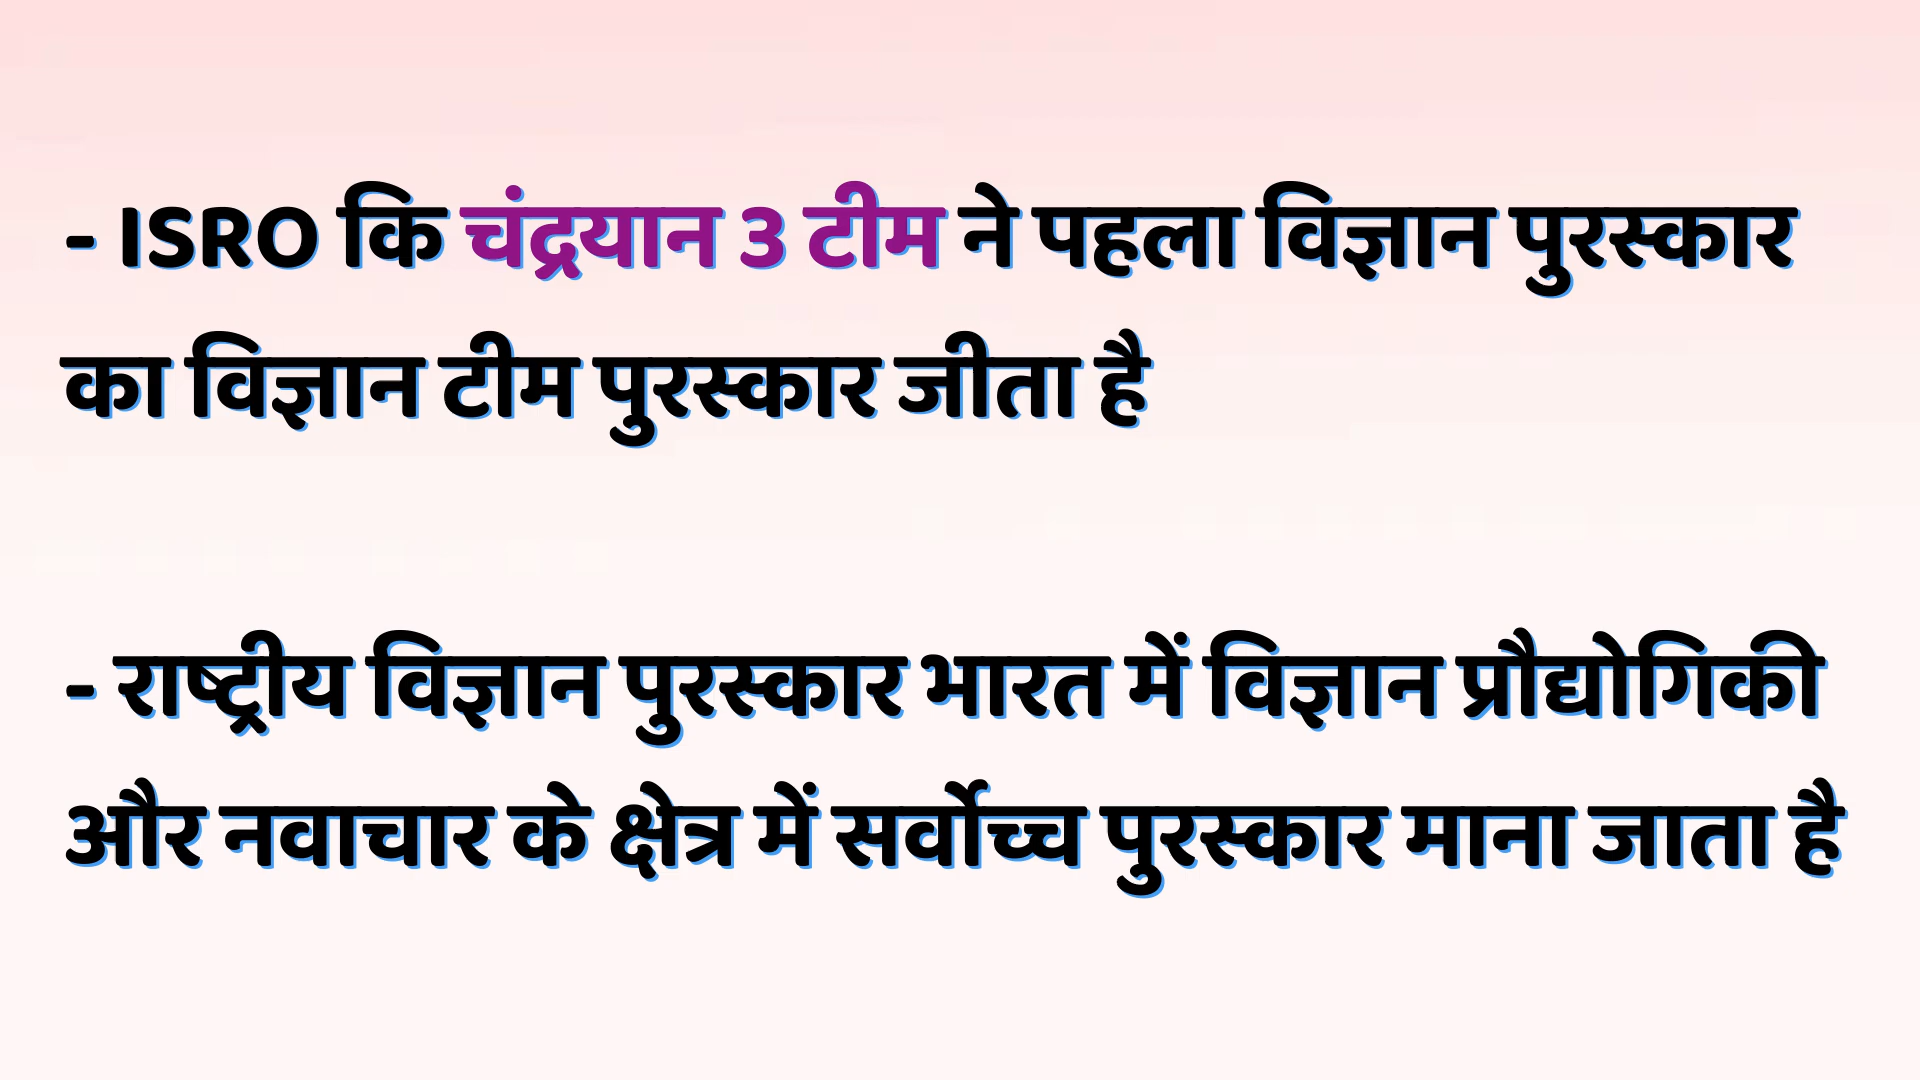 - ISRO कि चंद्रयान 3 टीम ने पहला विज्ञान पुरस्कार
का विज्ञान टीम पुरस्कार जीता है
- राष्ट्रीय विज्ञान पुरस्कार भारत में विज्ञान प्रौद्योगिकी
और नवाचार के क्षेत्र में सर्वोच्च पुरस्कार माना जाता है